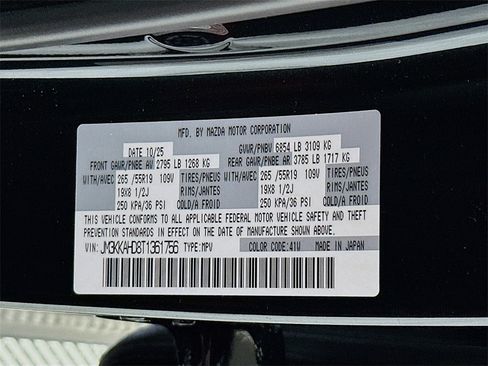 MFD. BY MAZDA MOTOR CORPORATION
DATE 10/25 GVWR/PNBV 6854 LB 3109 KG
FRONT GAWR/PNBE AV 2795 LB 1268 KG REAR GAWR/PNBE AR 3785 LB 1717 KG
WITH/AVEC 265 /55R19 109V TIRES/PNEUS WITH/AVEC 265 /55R19 109V TIRES/PNEUS
19X8 1/2J RIMS/JANTES 19X8 1/2J RIMS/JANTES
250 KPA/36 PSI COLD/A FROID 250 KPA/36 PSI COLD/A FROID
THIS VEHICLE CONFORMS TO ALL APPLICABLE FEDERAL MOTOR VEHICLE SAFETY AND THEFT
PREVENTION STANDARDS IN EFFECT ON THE DATE OF MANUFACTURE SHOWN ABOVE.
VIN: JM3KKAHD8T1361756 TYPE:MPV COLOR CODE:41W MADE IN JAPAN